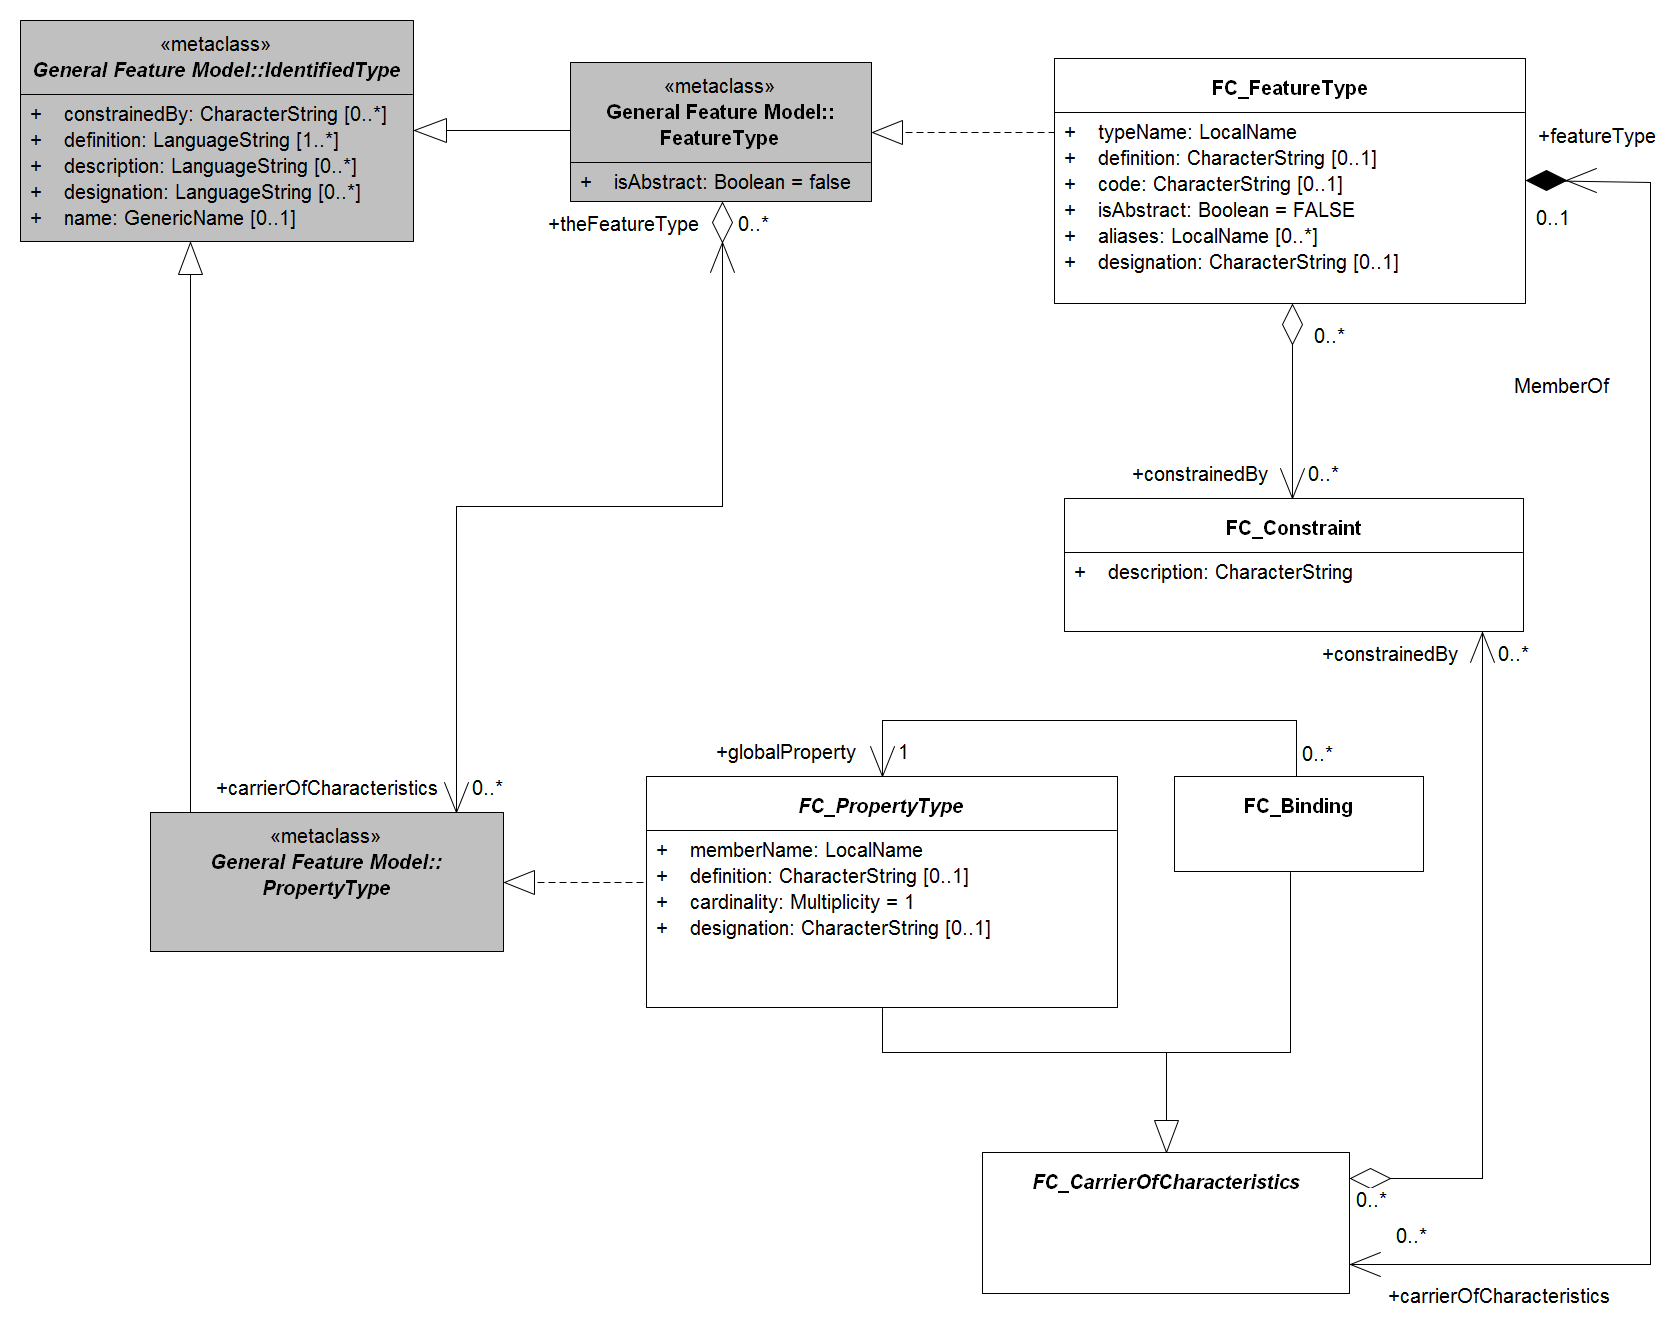 «metaclass»
General Feature Model::IdentifiedType
+ constrainedBy: CharacterString [0..*]
+ definition: LanguageString [1..*]
+ description: LanguageString [0..*]
+ designation: LanguageString [0..*]
+ name: GenericName [0..1]
«metaclass»
General Feature Model::
FeatureType
+ isAbstract: Boolean = false
+theFeatureType
0..*
FC_FeatureType
+ typeName: LocalName
+ definition: CharacterString [0..1]
+ code: CharacterString [0..1]
+ isAbstract: Boolean = FALSE
+ aliases: LocalName [0..*]
+ designation: CharacterString [0..1]
+featureType
0..1
0..*
MemberOf
+constrainedBy
0..*
FC_Constraint
+ description: CharacterString
+constrainedBy
0..*
+globalProperty
1
0..*
+carrierOfCharacteristics
0..*
«metaclass»
General Feature Model::
PropertyType
FC_PropertyType
+ memberName: LocalName
+ definition: CharacterString [0..1]
+ cardinality: Multiplicity = 1
+ designation: CharacterString [0..1]
FC_Binding
FC_CarrierOfCharacteristics
0..*
0..*
+carrierOfCharacteristics